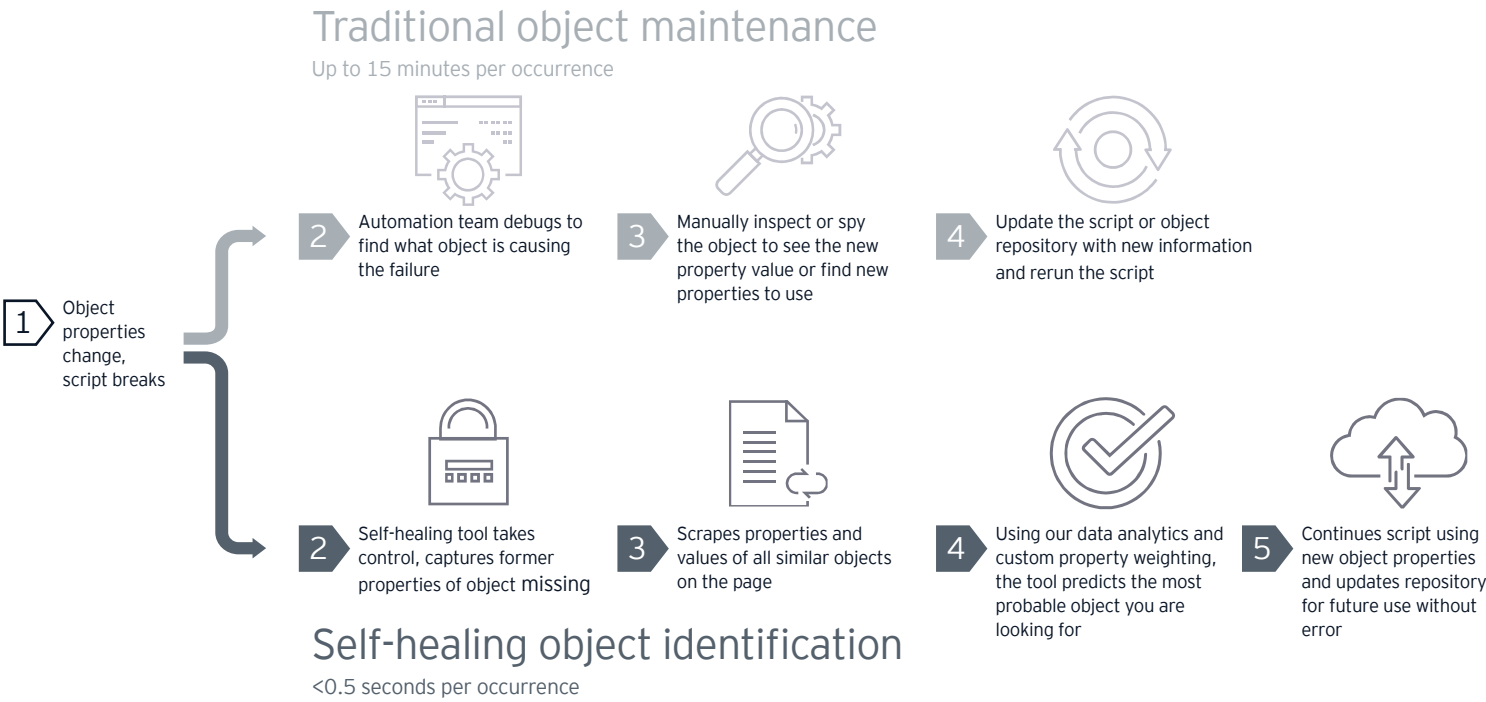 Traditional object maintenance
Up to 15 minutes per occurrence
1
Object
properties
change,
script breaks
2
Automation team debugs to
find what object is causing
the failure
3
Manually inspect or spy
the object to see the new
property value or find new
properties to use
4
Update the script or object
repository with new information
and rerun the script
2
Self-healing tool takes
control, captures former
properties of object missing
3
Scrapes properties and
values of all similar objects
on the page
4
Using our data analytics and
custom property weighting,
the tool predicts the most
probable object you are
looking for
5
Continues script using
new object properties
and updates repository
for future use without
error
Self-healing object identification
<0.5 seconds per occurrence